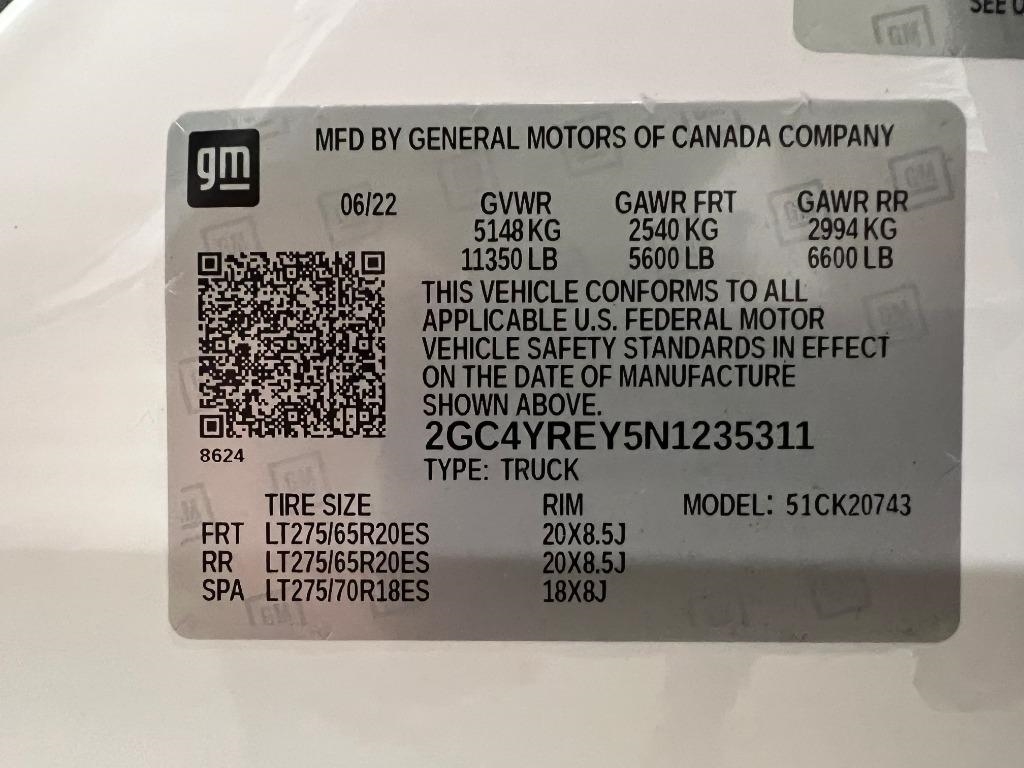 SEE
gm
MFD BY GENERAL MOTORS OF CANADA COMPANY
06/22 GVWR GAWR FRT GAWR RR
5148 KG 2540 KG 2994 KG
11350 LB 5600 LB 6600 LB
THIS VEHICLE CONFORMS TO ALL
APPLICABLE U.S. FEDERAL MOTOR
VEHICLE SAFETY STANDARDS IN EFFECT
ON THE DATE OF MANUFACTURE
SHOWN ABOVE.
2GC4YREY5N1235311
8624
TYPE: TRUCK
TIRE SIZE RIM MODEL: 51CK20743
FRT LT275/65R20ES 20X8.5J
RR LT275/65R20ES 20X8.5J
SPA LT275/70R18ES 18X8J